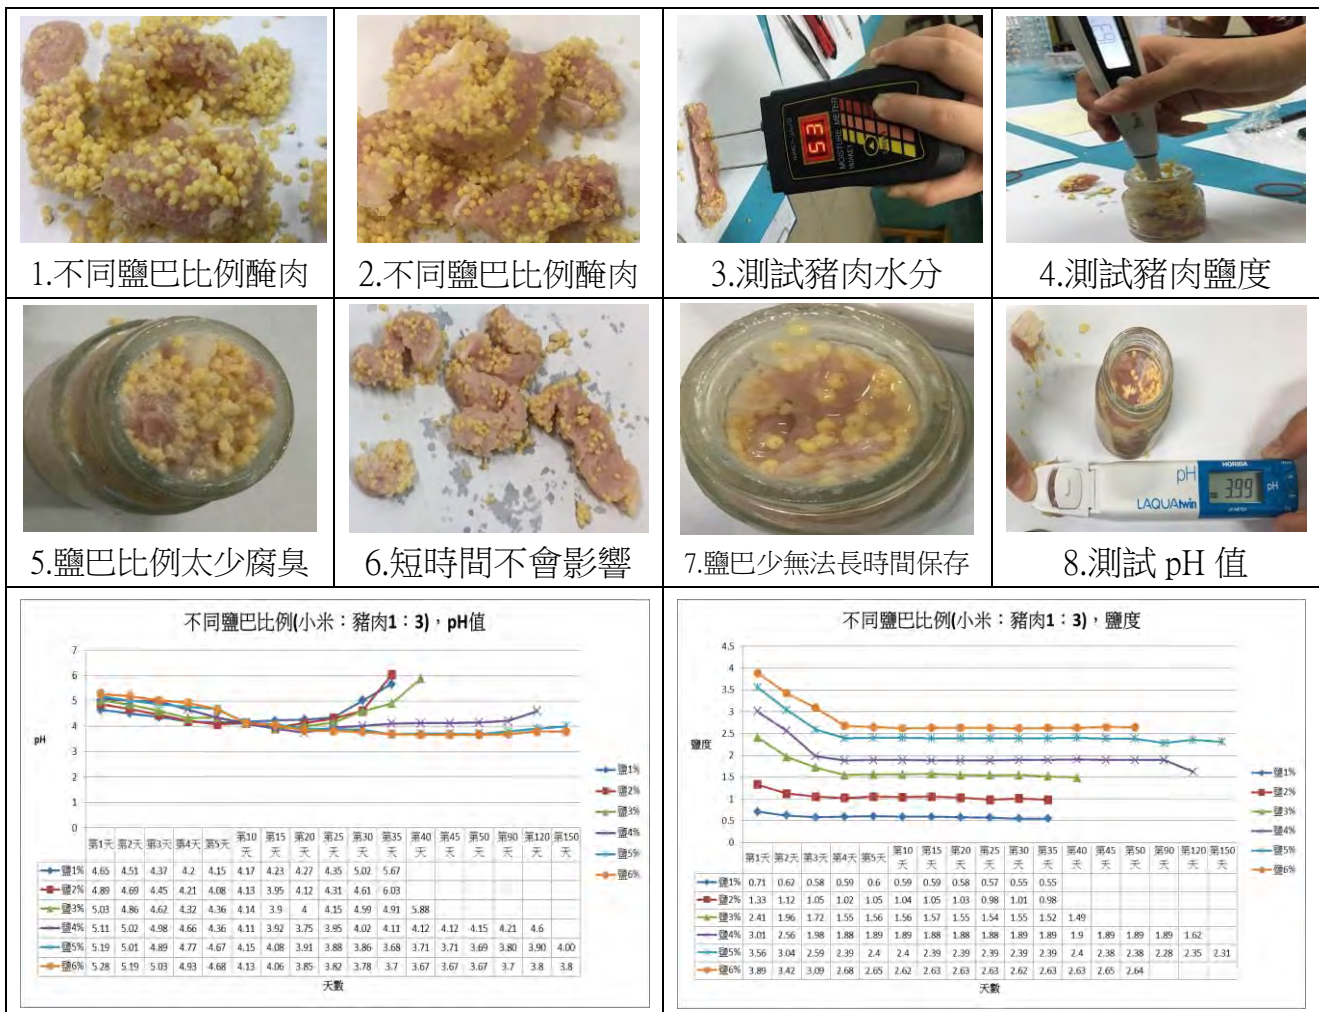 53
MOISTURE METER
1.不同鹽巴比例醃肉
2.不同鹽巴比例醃肉
3.測試豬肉水分
4.測試豬肉鹽度
HORIBA
pH
3.99
pH
LAQUAtwin
5.鹽巴比例太少腐臭
6.短時間不會影響
7.鹽巴少無法長時間保存
8.測試 pH 值
不同鹽巴比例(小米：豬肉1：3)，pH值
7
6
5
4
3
2
1
0
pH
鹽1%
鹽2%
鹽3%
鹽4%
鹽5%
鹽6%
第1天 第2天 第3天 第4天 第5天 第10天 第15天 第20天 第25天 第30天 第35天 第40天 第45天 第50天 第90天 第120天 第150天
鹽1% 4.65 4.51 4.37 4.2 4.15 4.17 4.23 4.27 4.35 5.02 5.67
鹽2% 4.89 4.69 4.45 4.21 4.08 4.13 3.95 4.12 4.31 4.61 6.03
鹽3% 5.03 4.86 4.62 4.32 4.36 4.14 3.9 4 4.15 4.59 4.91 5.88
鹽4% 5.11 5.02 4.98 4.66 4.36 4.11 3.92 3.75 3.95 4.02 4.11 4.12 4.12 4.15 4.21 4.6
鹽5% 5.19 5.01 4.89 4.77 4.67 4.15 4.08 3.91 3.88 3.86 3.68 3.71 3.71 3.69 3.80 3.90 4.00
鹽6% 5.28 5.19 5.03 4.93 4.68 4.13 4.06 3.85 3.82 3.78 3.7 3.67 3.67 3.67 3.7 3.8 3.8
天數
不同鹽巴比例(小米：豬肉1：3)，鹽度
4.5
4
3.5
3
2.5
2
1.5
1
0.5
0
鹽度
鹽1%
鹽2%
鹽3%
鹽4%
鹽5%
鹽6%
第1天 第2天 第3天 第4天 第5天 第10天 第15天 第20天 第25天 第30天 第35天 第40天 第45天 第50天 第90天 第120天 第150天
鹽1% 0.71 0.62 0.58 0.59 0.6 0.59 0.59 0.58 0.57 0.55 0.55
鹽2% 1.33 1.12 1.05 1.02 1.05 1.04 1.05 1.03 0.98 1.01 0.98
鹽3% 2.41 1.96 1.72 1.55 1.56 1.56 1.57 1.55 1.54 1.55 1.52 1.49
鹽4% 3.01 2.56 1.98 1.88 1.89 1.89 1.88 1.88 1.88 1.89 1.89 1.9 1.89 1.89 1.89 1.62
鹽5% 3.56 3.04 2.59 2.39 2.4 2.4 2.39 2.39 2.39 2.39 2.39 2.4 2.38 2.38 2.28 2.35 2.31
鹽6% 3.89 3.42 3.09 2.68 2.65 2.62 2.63 2.63 2.63 2.62 2.63 2.63 2.65 2.64
天數